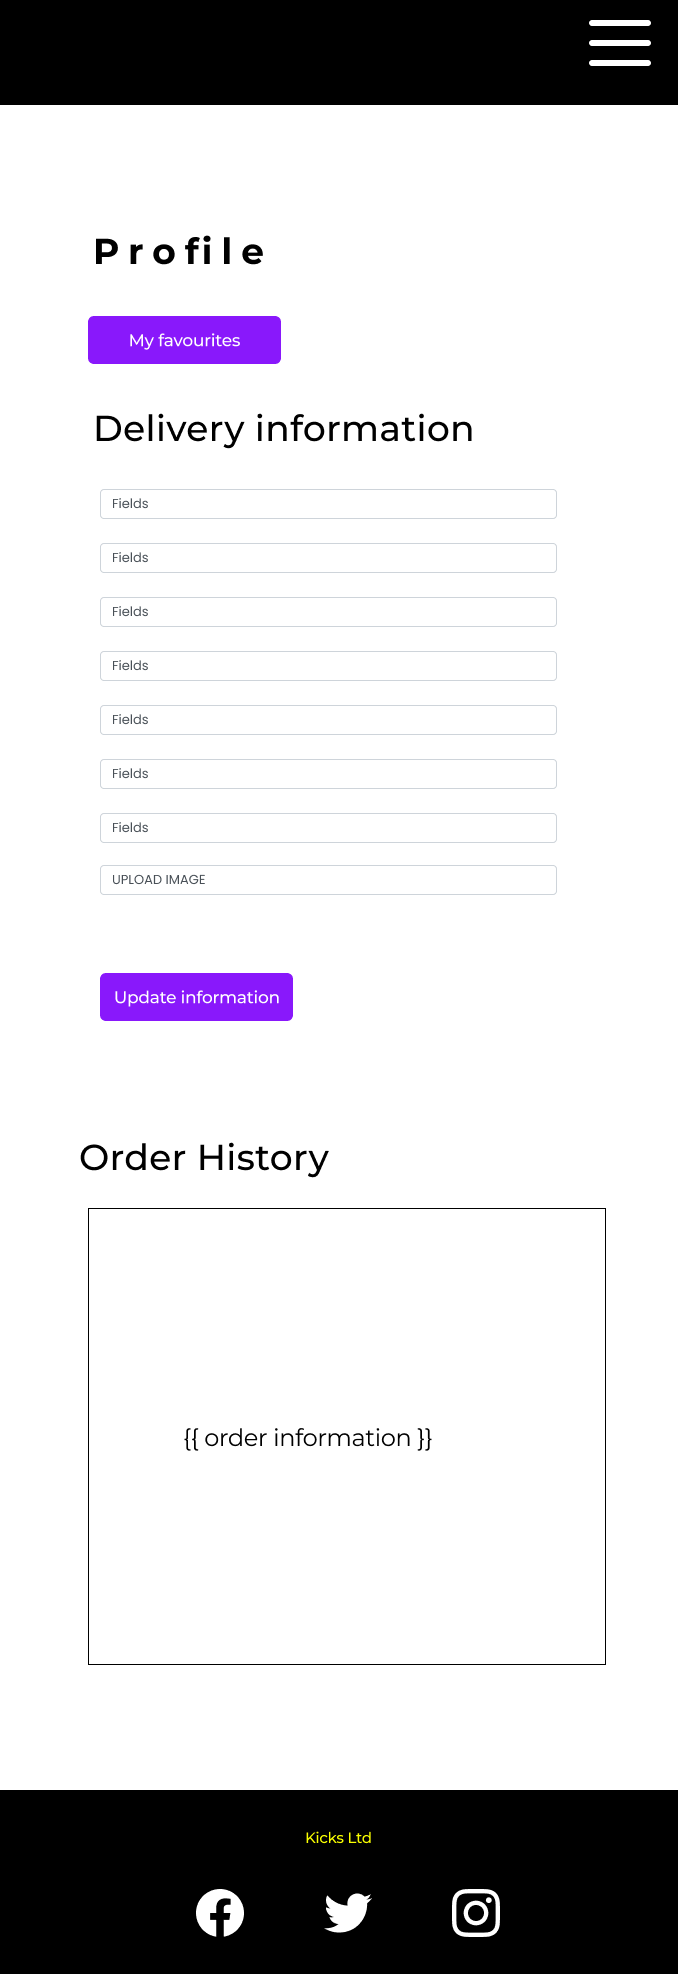 Profile
My favourites
Delivery information
Fields
Fields
Fields
Fields
Fields
Fields
Fields
UPLOAD IMAGE
Update information
Order History
{{ order information }}
Kicks Ltd